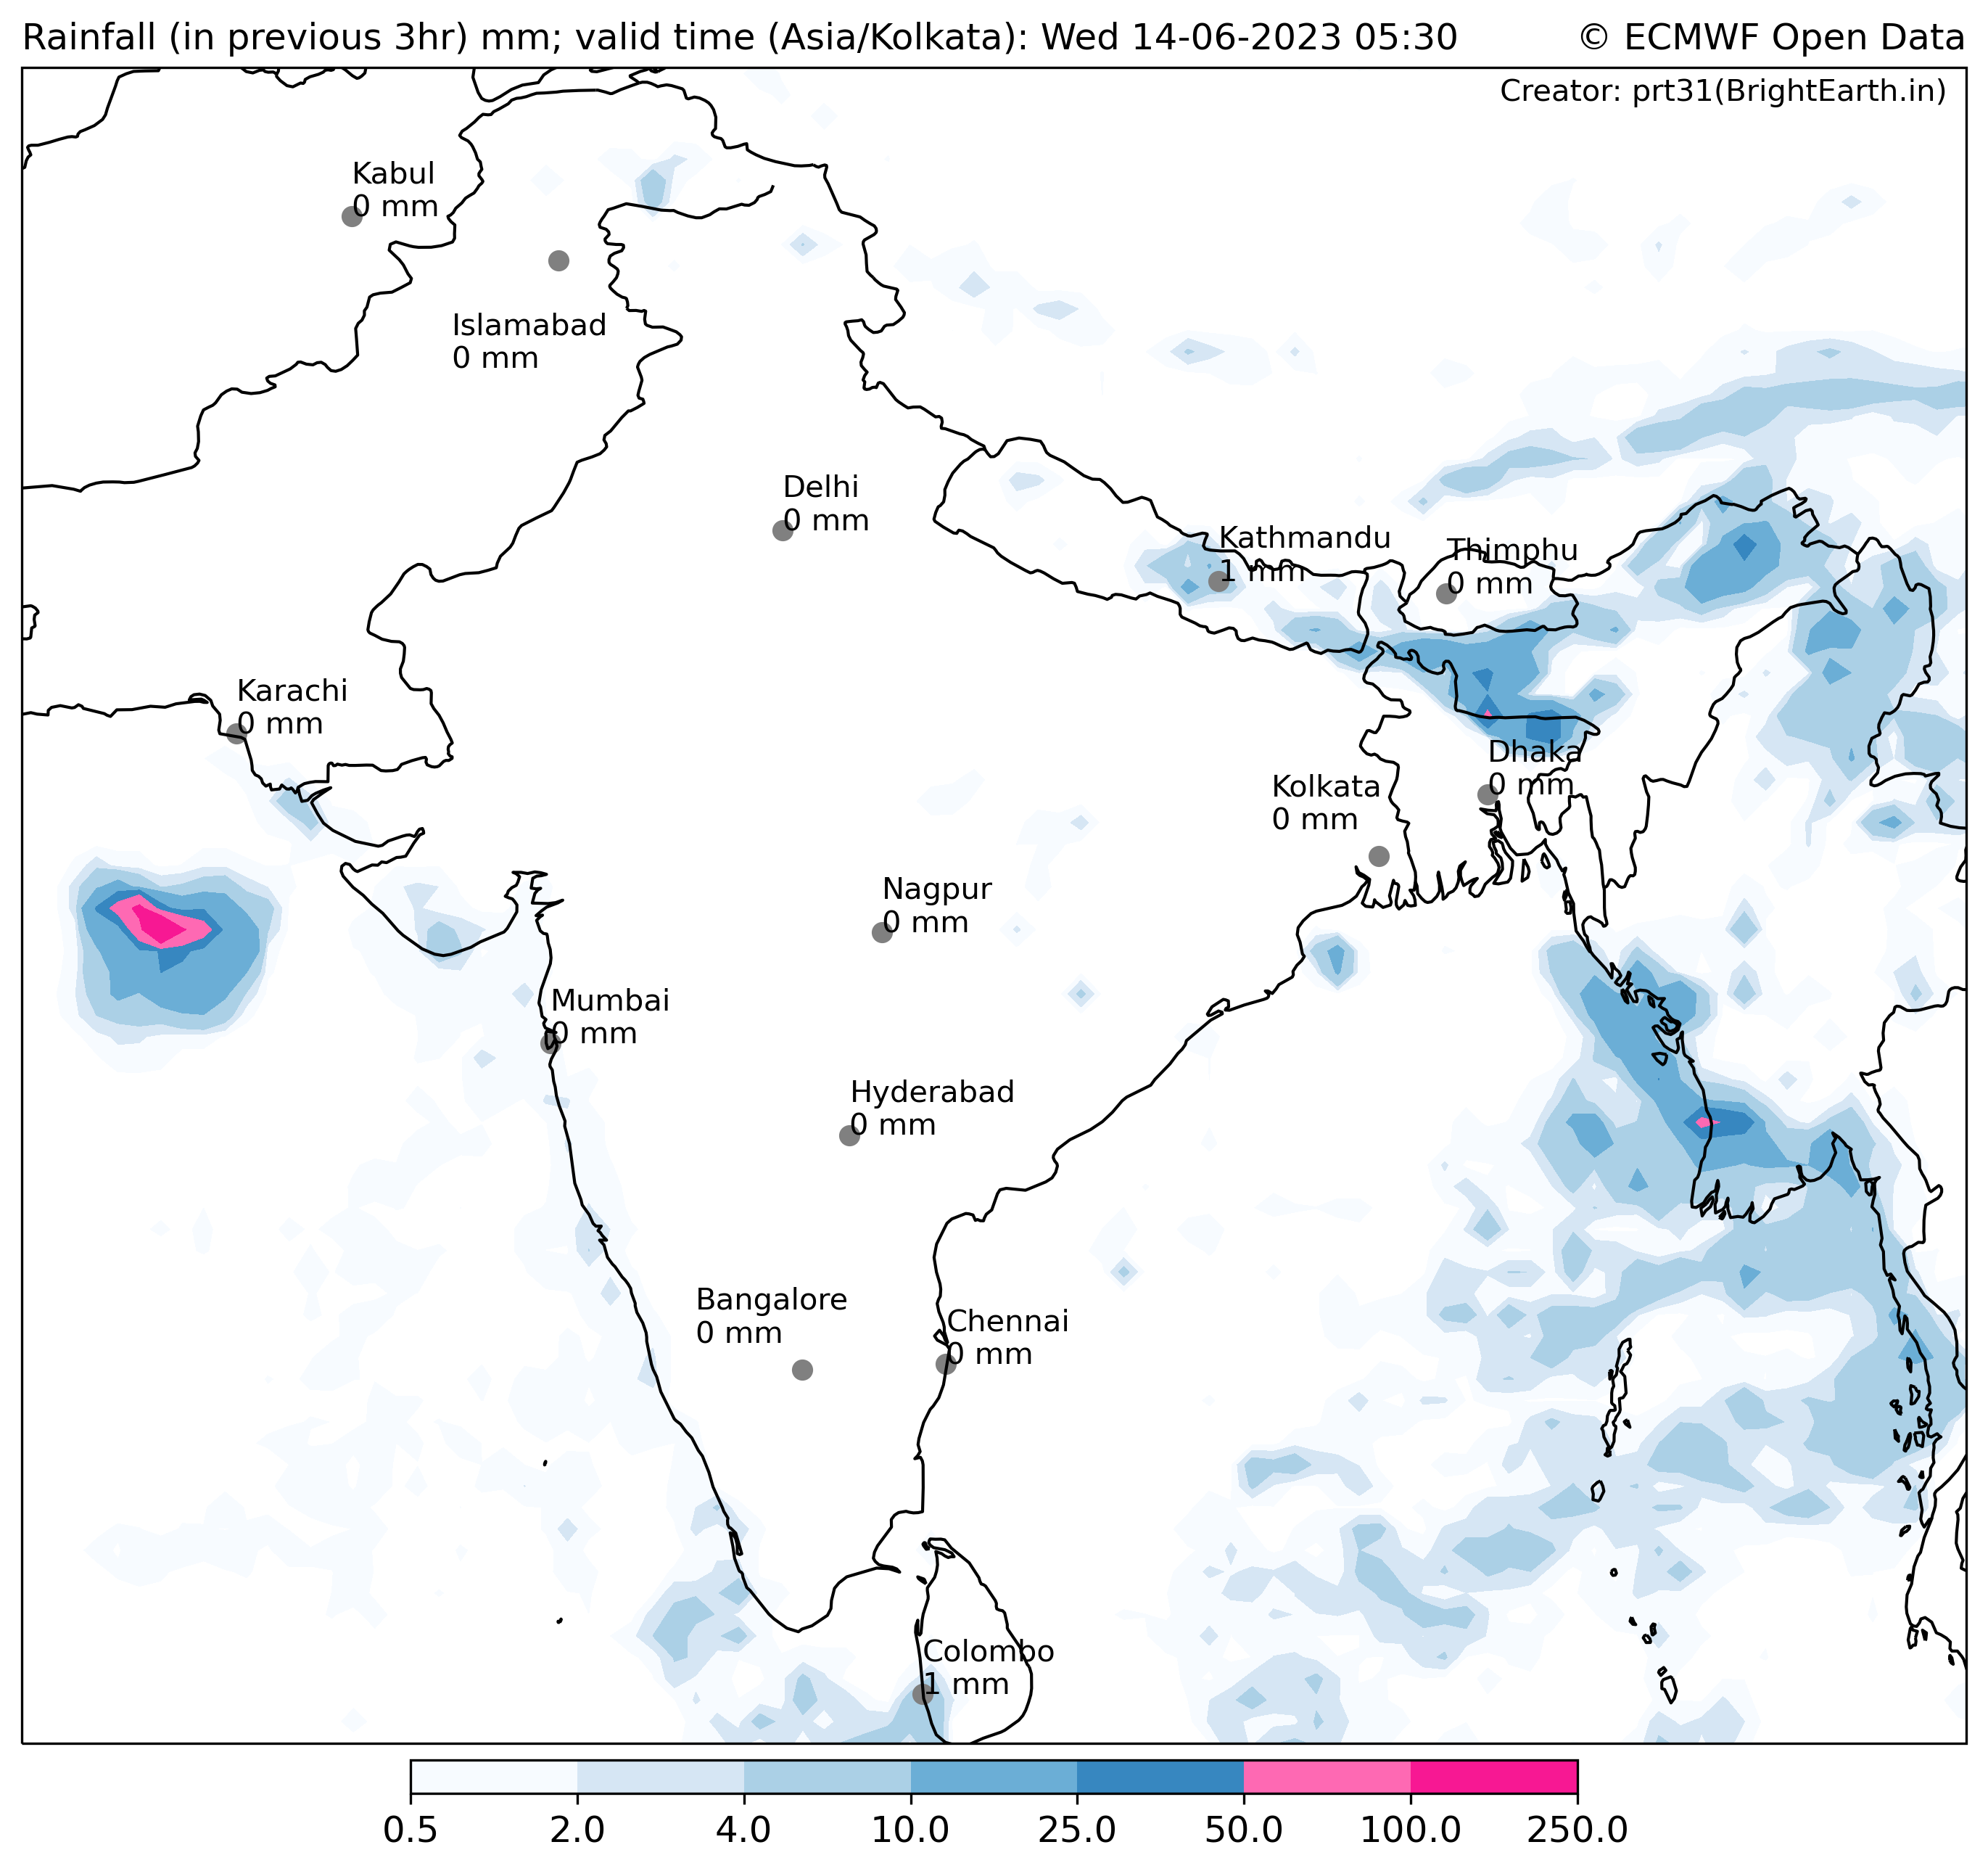 Rainfall (in previous 3hr) mm; valid time (Asia/Kolkata): Wed 14-06-2023 05:30
© ECMWF Open Data
Creator: prt31(BrightEarth.in)
Kabul
0 mm
Islamabad
0 mm
Delhi
0 mm
Kathmandu
1 mm
Thimphu
0 mm
Karachi
0 mm
Dhaka
0 mm
Kolkata
0 mm
Nagpur
0 mm
Mumbai
0 mm
Hyderabad
0 mm
Bangalore
0 mm
Chennai
0 mm
Colombo
1 mm
0.5 2.0 4.0 10.0 25.0 50.0 100.0 250.0